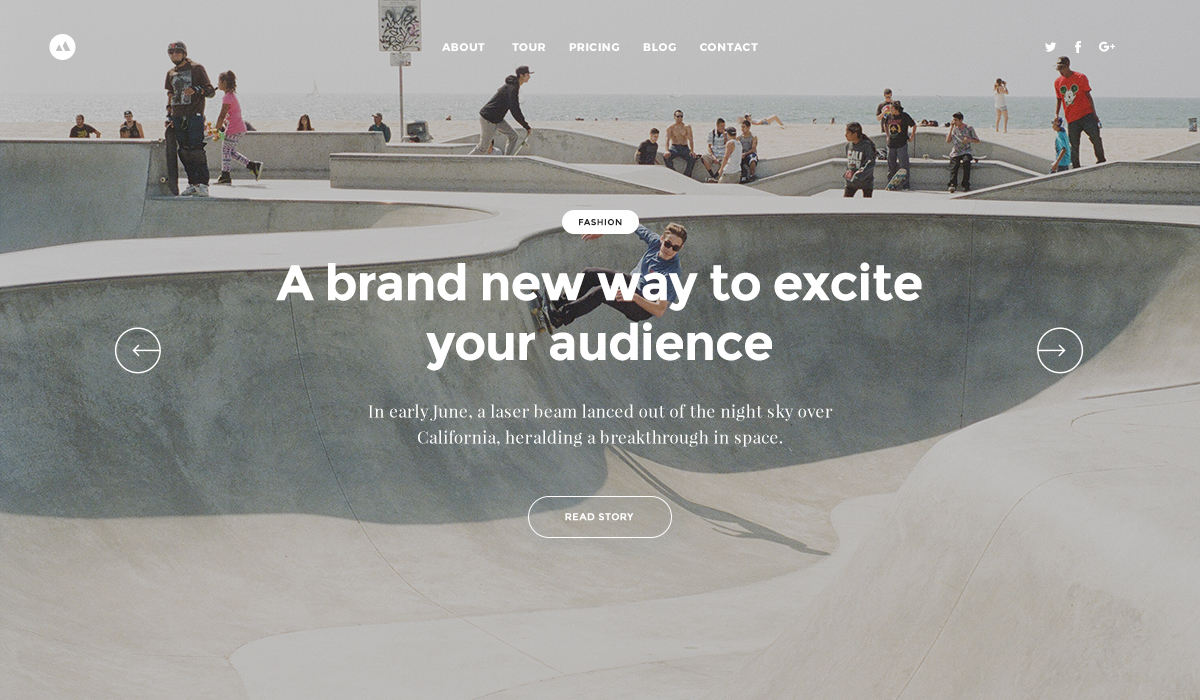 ABOUT TOUR PRICING BLOG CONTACT
FASHION
A brand new way to excite
your audience
In early June, a laser beam lanced out of the night sky over
California, heralding a breakthrough in space.
READ STORY